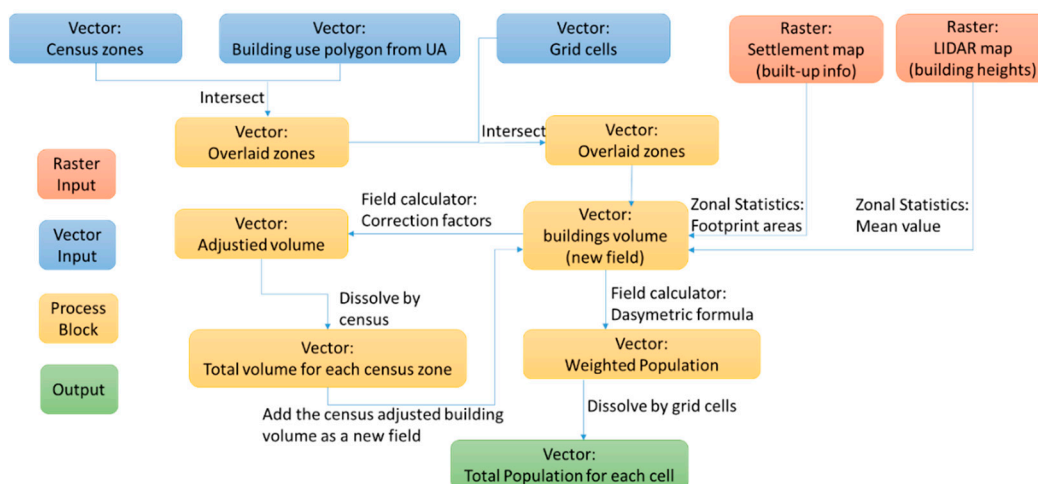 Vector:
Census zones
Vector:
Building use polygon from UA
Vector:
Grid cells
Raster:
Settlement map
(built-up info)
Raster:
LIDAR map
(building heights)
Intersect
Vector:
Overlaid zones
Intersect
Vector:
Overlaid zones
Raster
Input
Vector
Input
Process
Block
Output
Field calculator:
Correction factors
Vector:
Adjustied volume
Vector:
buildings volume
(new field)
Zonal Statistics:
Footprint areas
Zonal Statistics:
Mean value
Dissolve by
census
Field calculator:
Dasymetric formula
Vector:
Total volume for each census zone
Vector:
Weighted Population
Add the census adjusted building
volume as a new field
Dissolve by grid cells
Vector:
Total Population for each cell